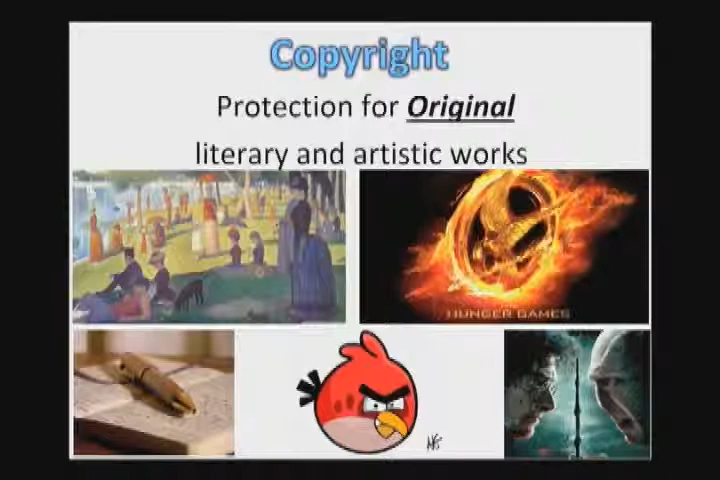 Copyright
Protection for Original
literary and artistic works
HUNGER GAMES